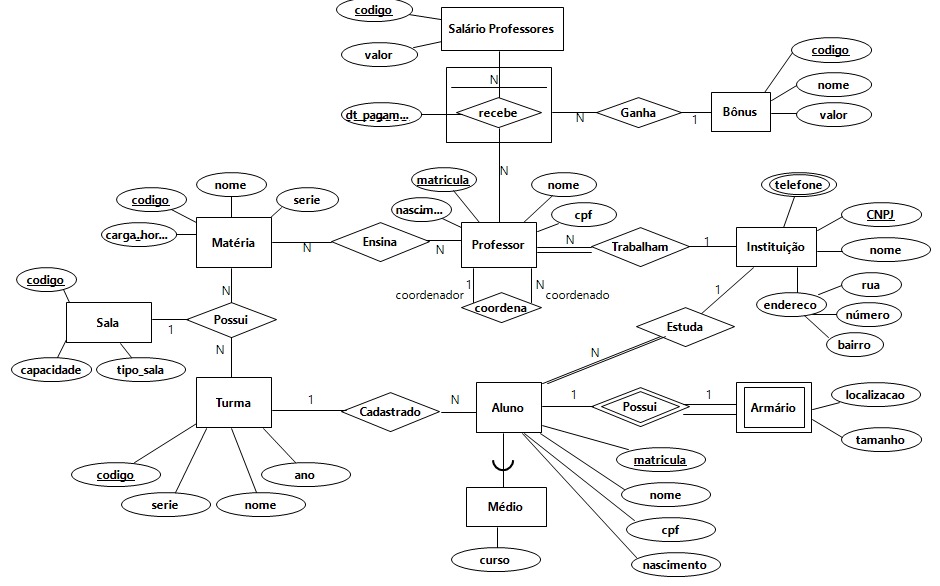 codigo
Salário Professores
valor
codigo
N
nome
dt_pagam...
recebe
N
Ganha
1
Bônus
valor
N
matricula
nome
telefone
nome
codigo
serie
nascim...
cpf
CNPJ
carga_hor...
Matéria
N
Ensina
N
Professor
N
Trabalham
1
Instituição
nome
codigo
N
1
N
1
rua
coordenador
coordena
coordenado
endereco
número
Sala
1
Possui
Estuda
bairro
N
N
capacidade
tipo_sala
Turma
1
Cadastrado
N
Aluno
1
Possui
1
Armário
localizacao
tamanho
matricula
codigo
ano
nome
serie
nome
Médio
cpf
curso
nascimento